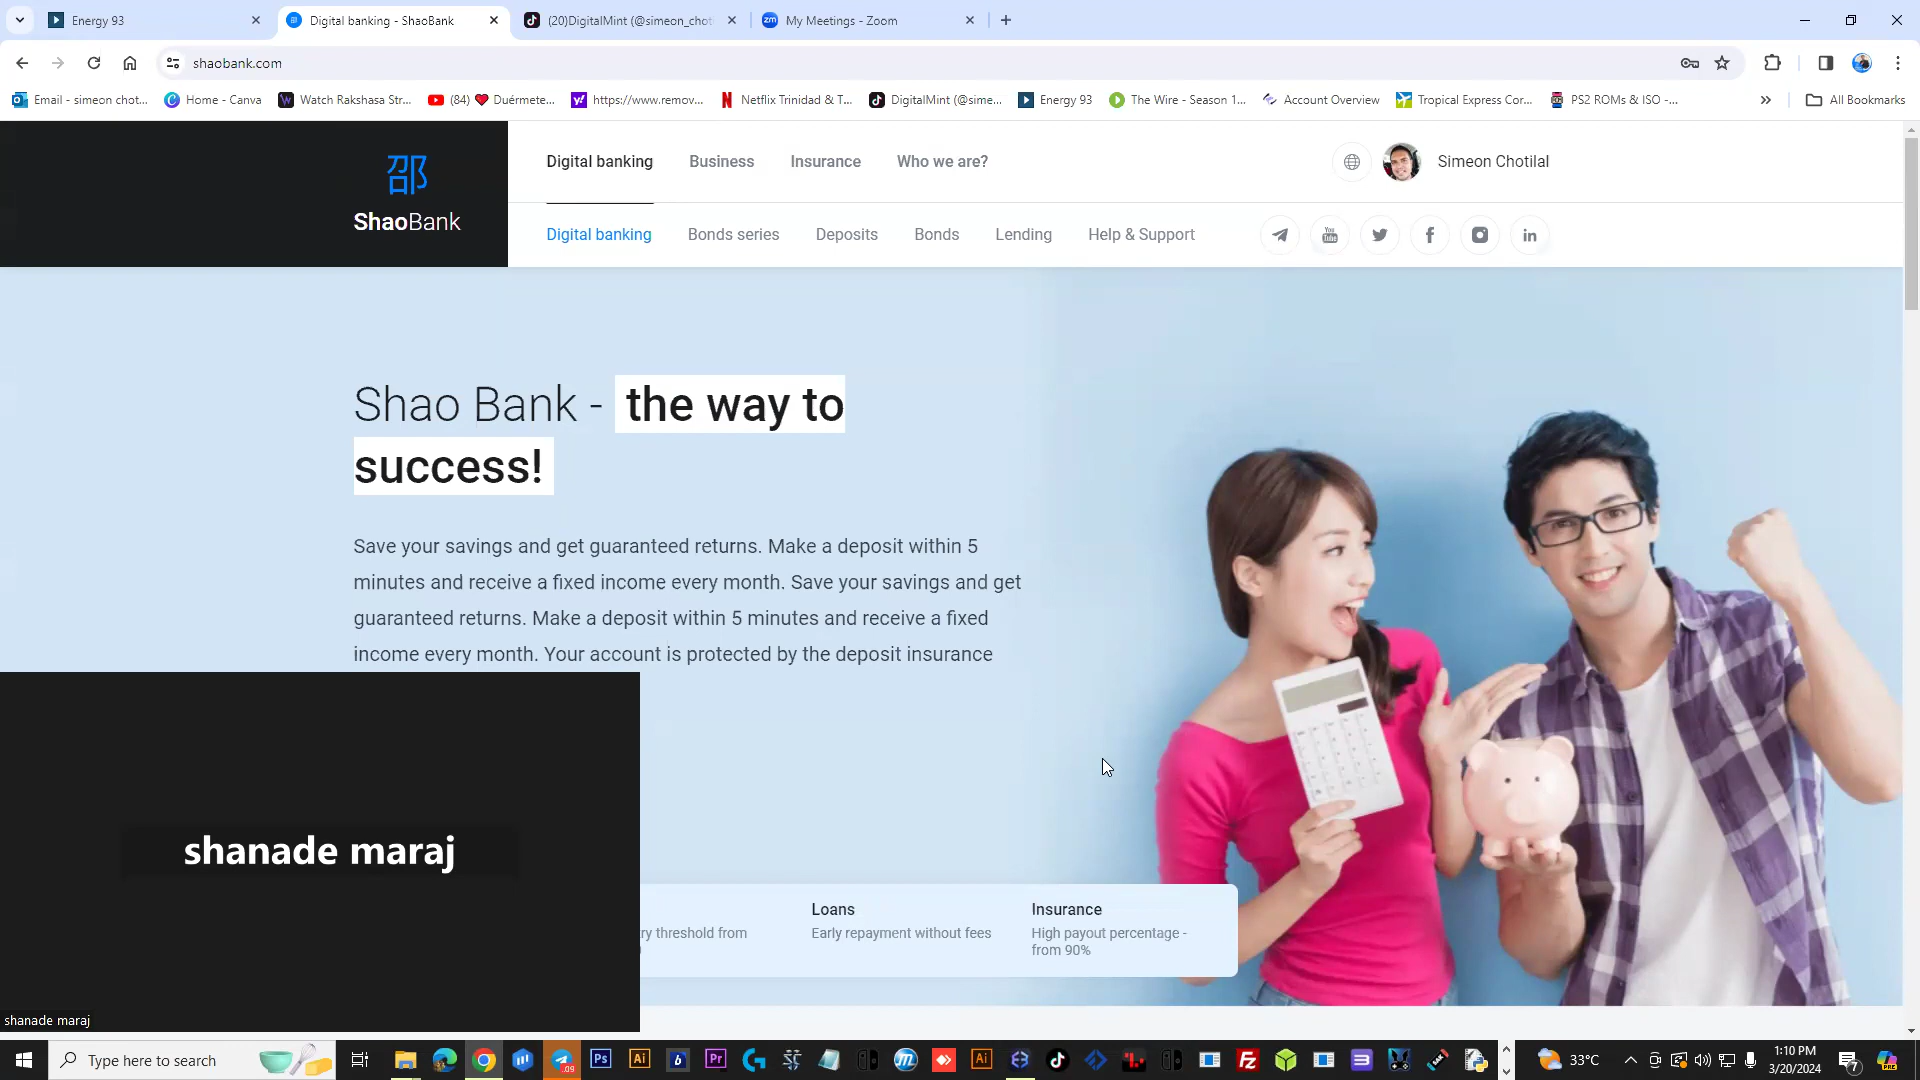 Energy 93
Digital banking - ShaoBank
(20)DigitalMint (@simeon_chot
My Meetings - Zoom
shaobank.com
Email - simeon chot...
Home - Canva
Watch Rakshasa Str...
(84) ❤ Duérmete...
https://www.remov...
Netflix Trinidad & T...
DigitalMint (@sime...
Energy 93
The Wire - Season 1...
Account Overview
Tropical Express Cor...
PS2 ROMs & ISO -...
All Bookmarks
邵
ShaoBank
Digital banking
Business
Insurance
Who we are?
Simeon Chotilal
Digital banking
Bonds series
Deposits
Bonds
Lending
Help & Support
Shao Bank - the way to
success!
Save your savings and get guaranteed returns. Make a deposit within 5
minutes and receive a fixed income every month. Save your savings and get
guaranteed returns. Make a deposit within 5 minutes and receive a fixed
income every month. Your account is protected by the deposit insurance
shanade maraj
shanade maraj
ry threshold from
Loans
Early repayment without fees
Insurance
High payout percentage -
from 90%
Type here to search
33°C
1:10 PM
3/20/2024